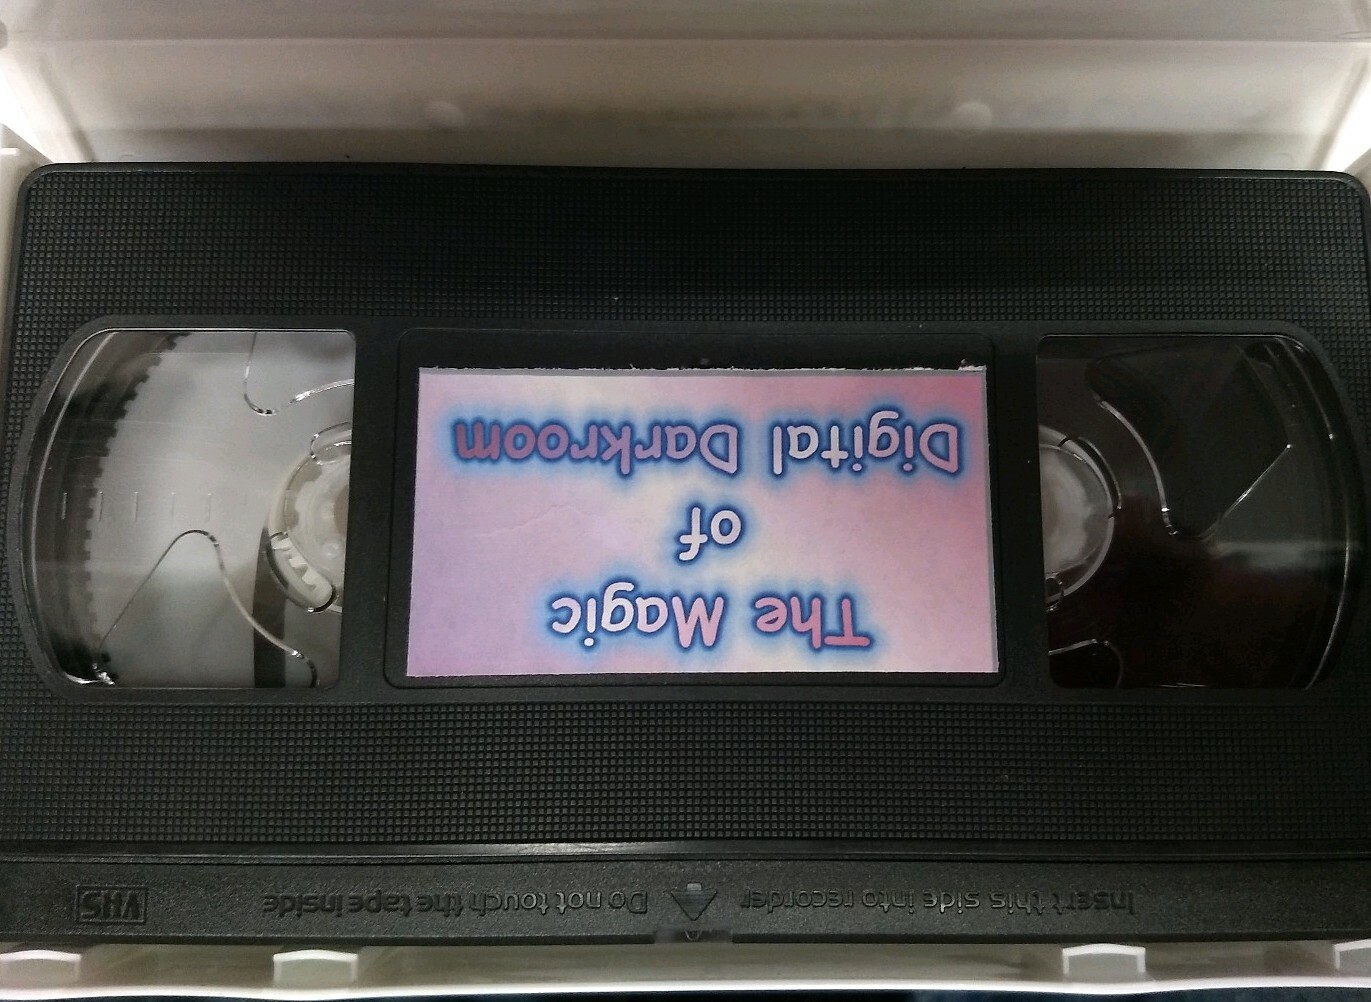 The Magic
of
Digital Darkroom
Insert this side into recorder Do not touch the tape inside VHS